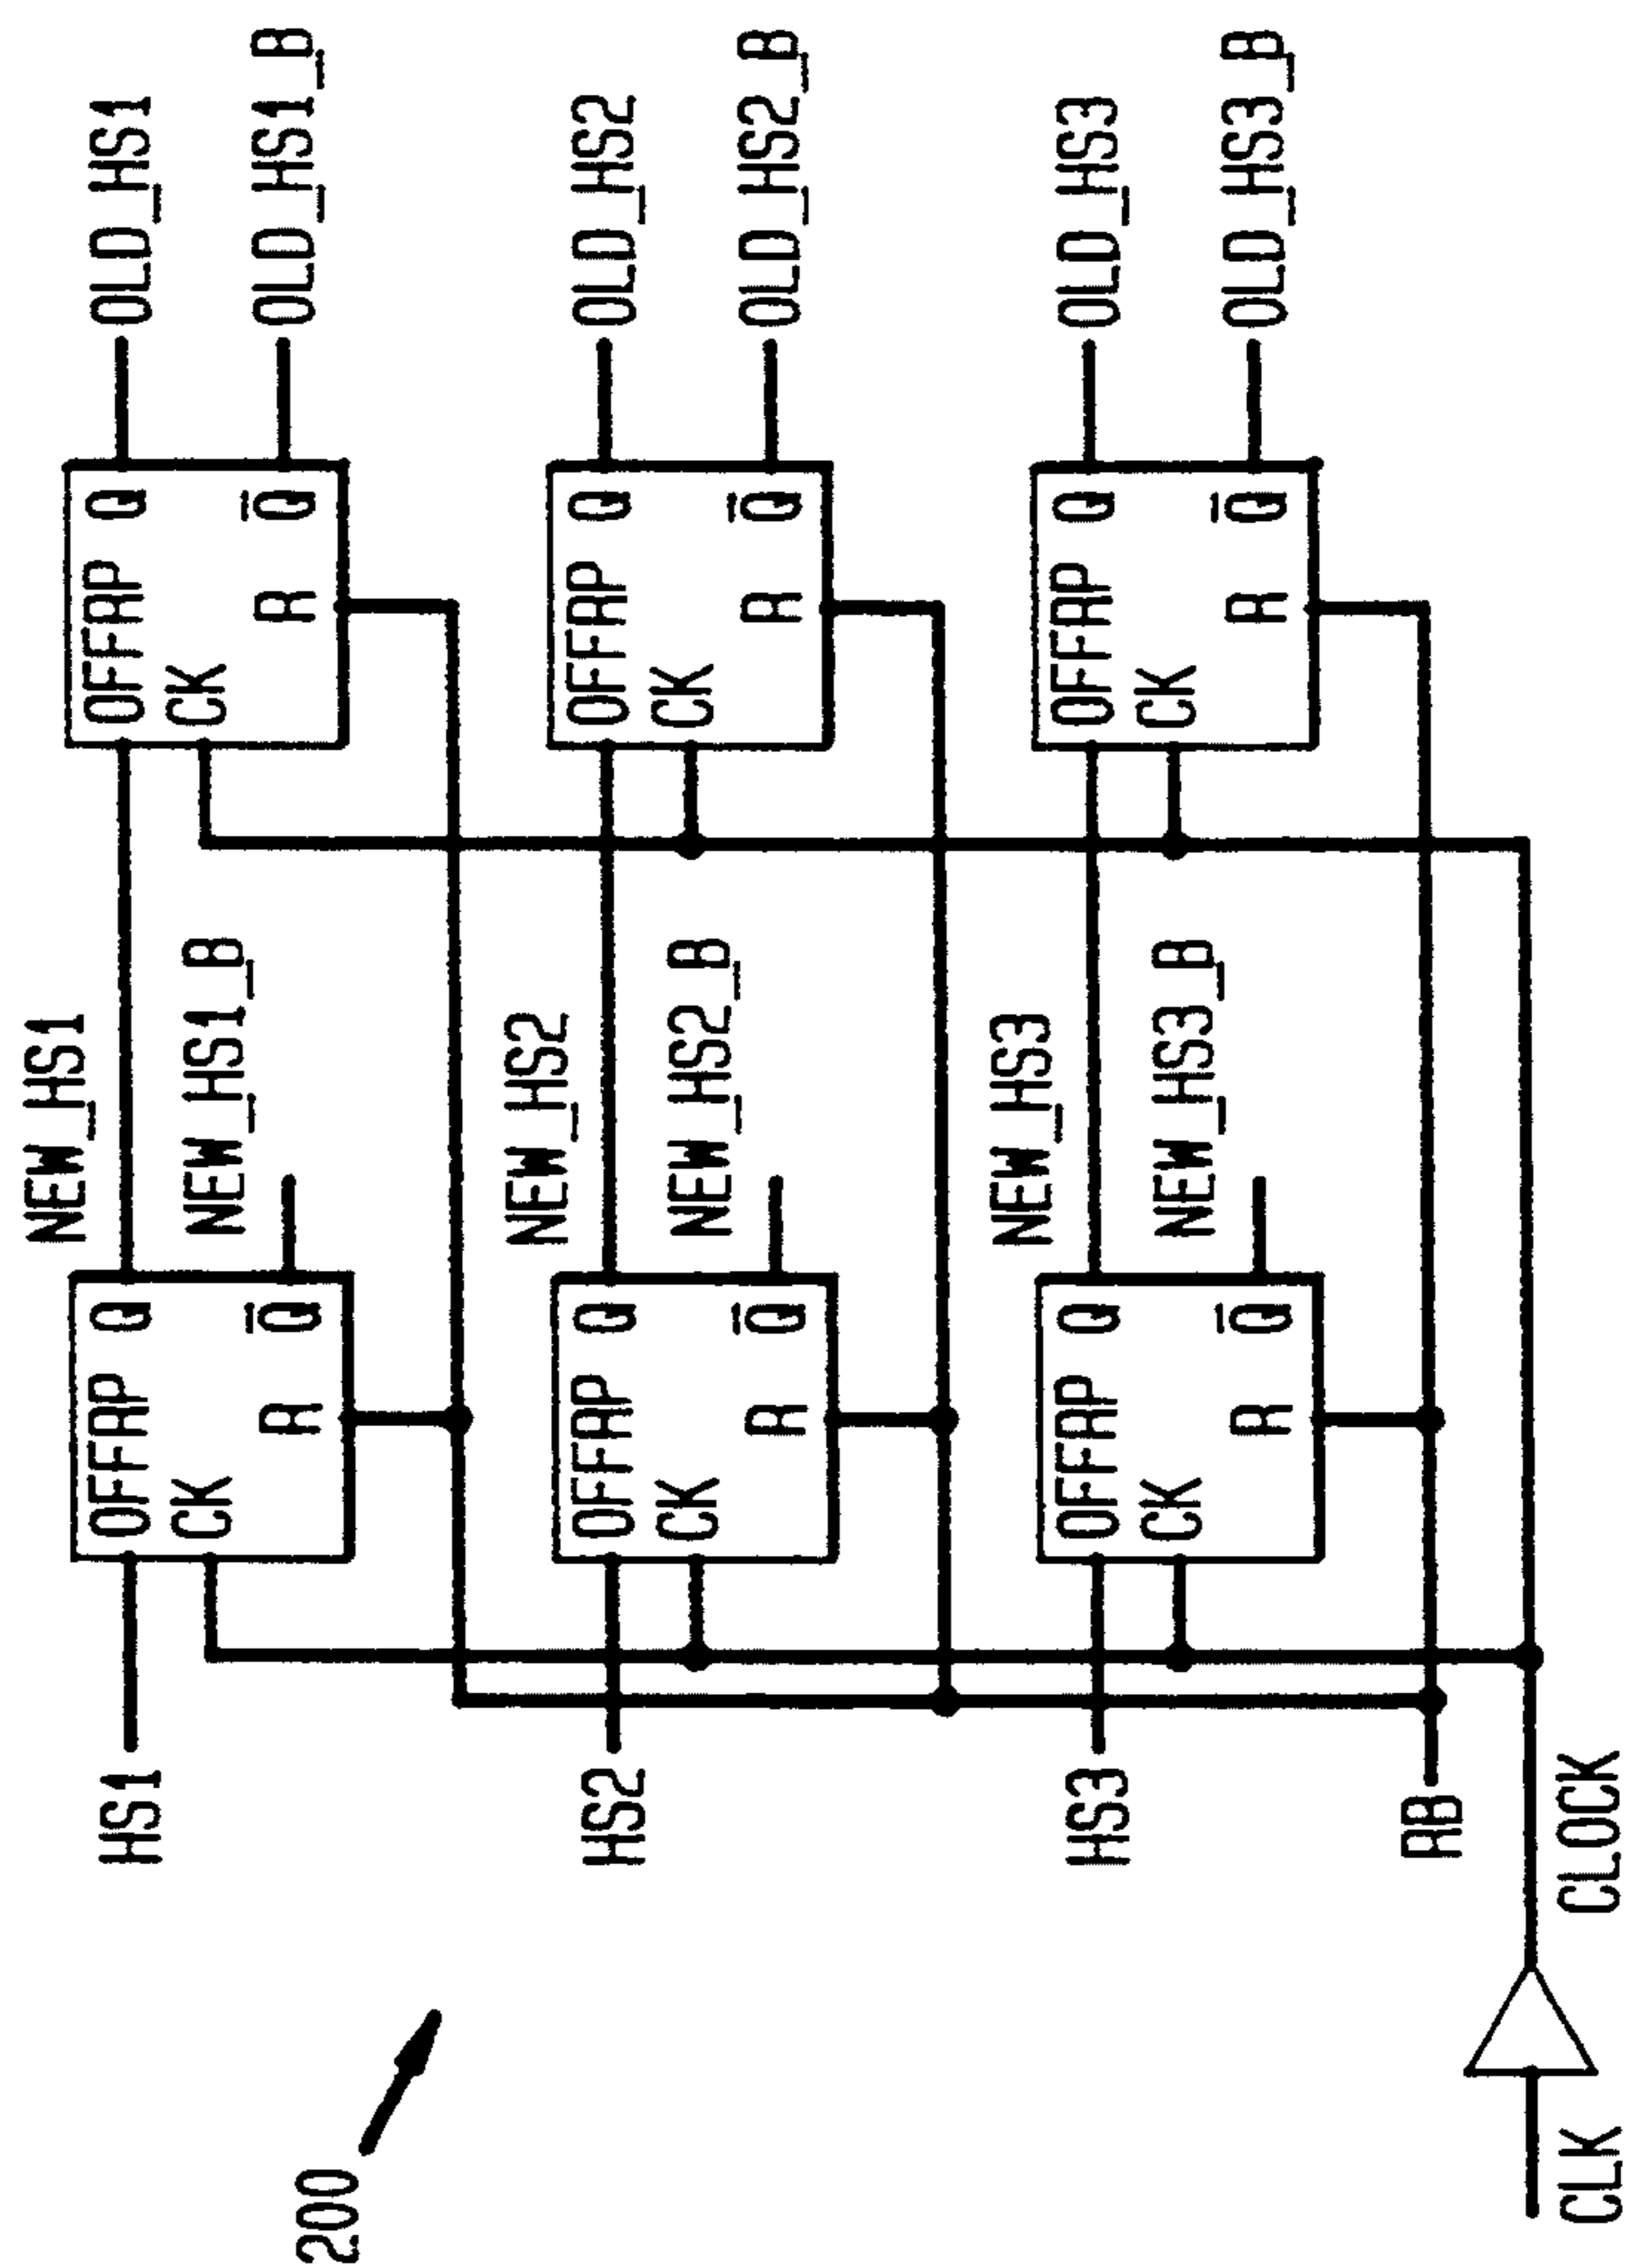 NEW_HS1
HS1
OFFRP Q
OFFRP Q
OLD_HS1
CK
NEW_HS1_B
CK
R Q̅
R Q̅
OLD_HS1_B
200
NEW_HS2
HS2
OFFRP Q
OFFRP Q
OLD_HS2
CK
NEW_HS2_B
CK
R Q̅
R Q̅
OLD_HS2_B
NEW_HS3
HS3
OFFRP Q
OFFRP Q
OLD_HS3
CK
NEW_HS3_B
CK
R Q̅
R Q̅
OLD_HS3_B
RB
CLK
CLOCK